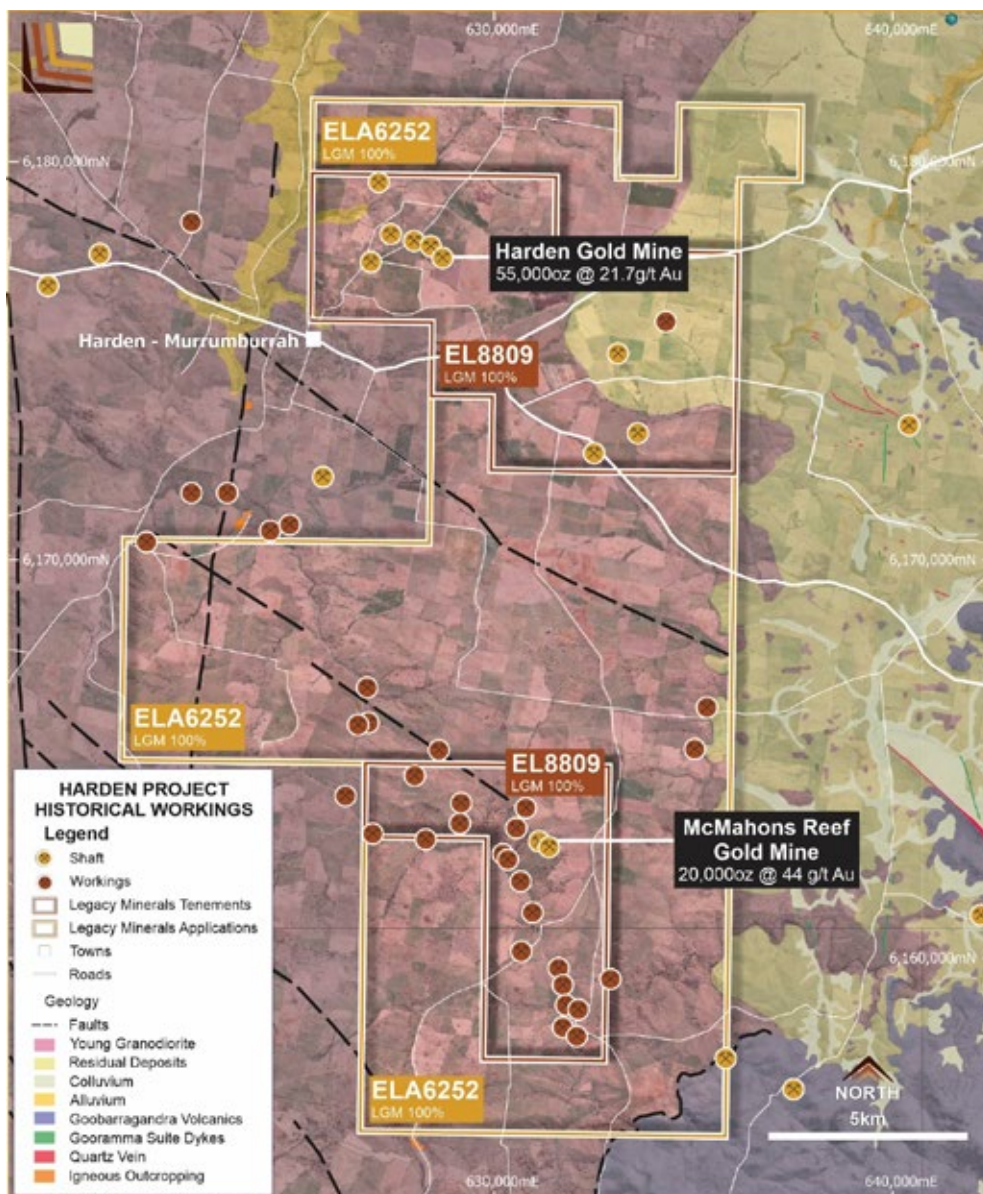 630,000mE
640,000mE
ELA6252
LGM 100%
6,180,000mN
6,180,000mN
Harden Gold Mine
55,000oz @ 21.7g/t Au
Harden - Murrumburrah
EL8809
LGM 100%
6,170,000mN
6,170,000mN
ELA6252
LGM 100%
EL8809
LGM 100%
McMahons Reef
Gold Mine
20,000oz @ 44 g/t Au
HARDEN PROJECT
HISTORICAL WORKINGS
Legend
Shaft
Workings
Legacy Minerals Tenements
Legacy Minerals Applications
Towns
Roads
Geology
Faults
Young Granodiorite
Residual Deposits
Colluvium
Alluvium
Goobarragandra Volcanics
Gooramma Suite Dykes
Quartz Vein
Igneous Outcropping
6,160,000mN
ELA6252
LGM 100%
NORTH
5km
630,000mE
640,000mE